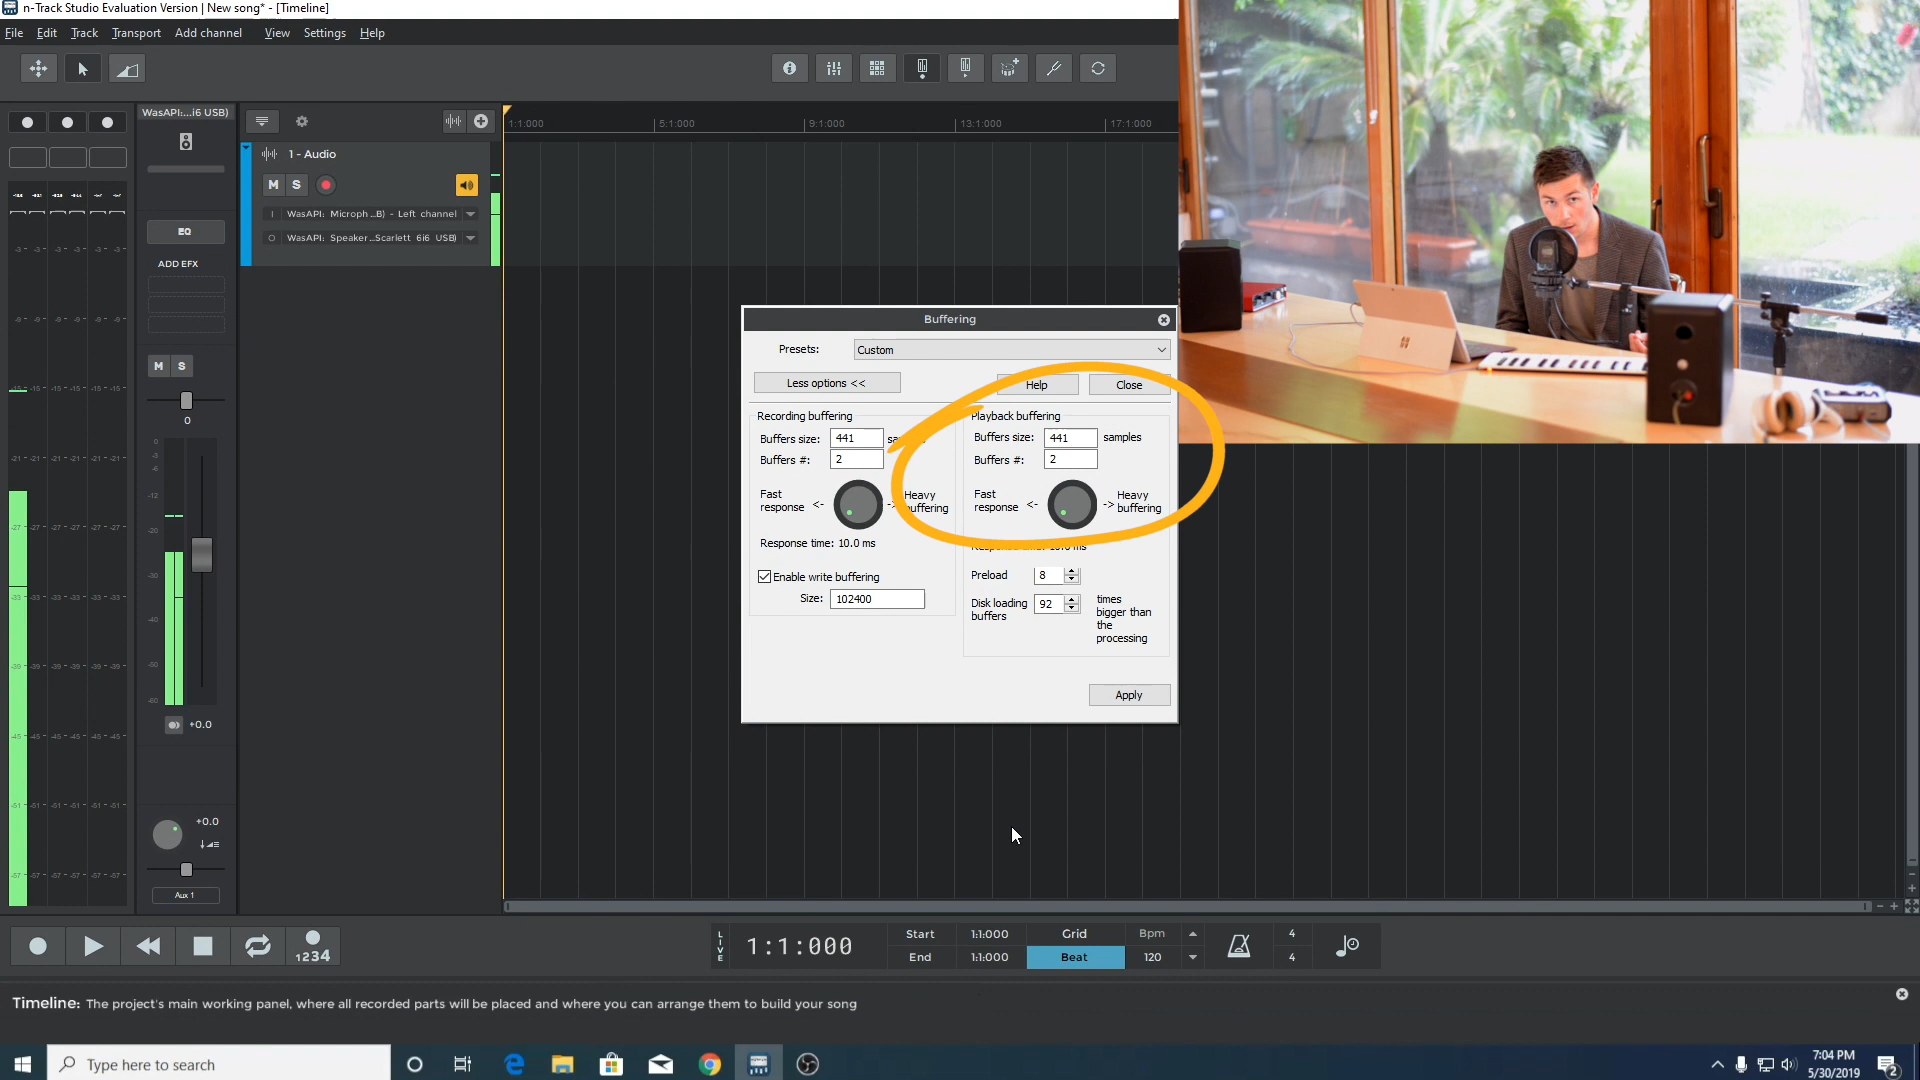 n-Track Studio Evaluation Version | New song* - [Timeline]
File Edit Track Transport Add channel View Settings Help
WasAPI:...i6 USB)
1:1:000 5:1:000 9:1:000 13:1:000 17:1:000
1 - Audio
M S
I WasAPI: Microph ...B) - Left channel
O WasAPI: Speaker...Scarlett 6i6 USB)
EQ
ADD EFX
M S
0
+0.0
+0.0
Aux 1
Buffering
Presets: Custom
Less options << Help Close
Recording buffering
Buffers size: 441
Buffers #: 2
Fast response <- Heavy
Response time: 10.0 ms
Enable write buffering
Size: 102400
Playback buffering
Buffers size: 441 samples
Buffers #: 2
Fast response <- -> Heavy buffering
Preload 8
Disk loading buffers 92 times bigger than the processing
Apply
1234
LIVE
1:1:000
Start 1:1:000 Grid Bpm 4
End 1:1:000 Beat 120 4
Timeline: The project's main working panel, where all recorded parts will be placed and where you can arrange them to build your song
Type here to search
7:04 PM
5/30/2019
2